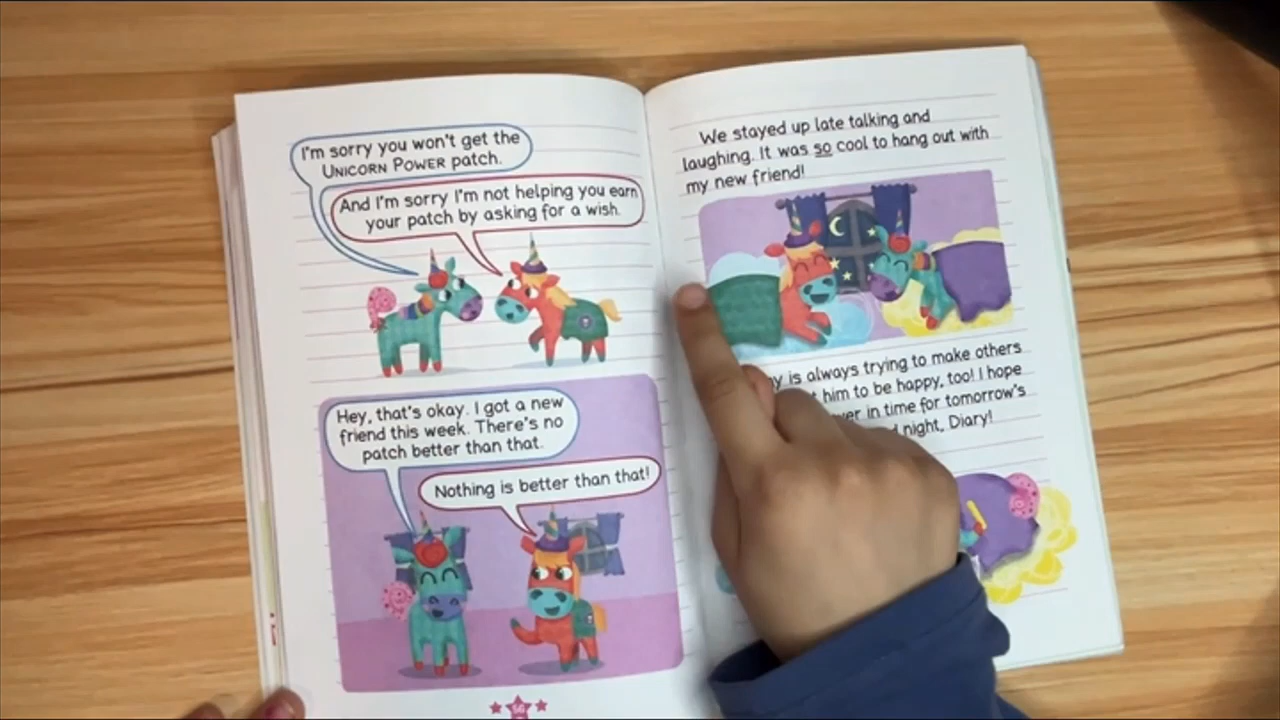 I'm sorry you won't get the
UNICORN POWER patch.
And I'm sorry I'm not helping you earn
your patch by asking for a wish.
Hey, that's okay. I got a new
friend this week. There's no
patch better than that.
Nothing is better than that!
56
We stayed up late talking and
laughing. It was so cool to hang out with
my new friend!
is always trying to make others
him to be happy, too! I hope
in time for tomorrow's
night, Diary!